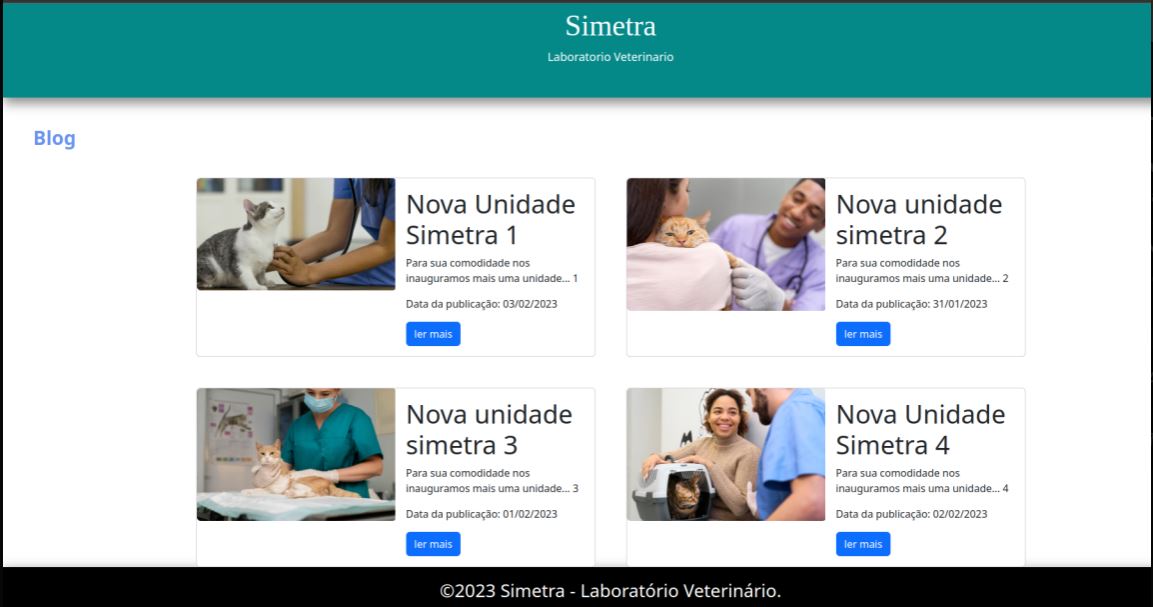 Simetra
Laboratorio Veterinario
Blog
Nova Unidade
Simetra 1
Para sua comodidade nos
inauguramos mais uma unidade... 1
Data da publicação: 03/02/2023
ler mais
Nova unidade
simetra 2
Para sua comodidade nos
inauguramos mais uma unidade... 2
Data da publicação: 31/01/2023
ler mais
Nova unidade
simetra 3
Para sua comodidade nos
inauguramos mais uma unidade... 3
Data da publicação: 01/02/2023
ler mais
Nova Unidade
Simetra 4
Para sua comodidade nos
inauguramos mais uma unidade... 4
Data da publicação: 02/02/2023
ler mais
©2023 Simetra - Laboratório Veterinário.